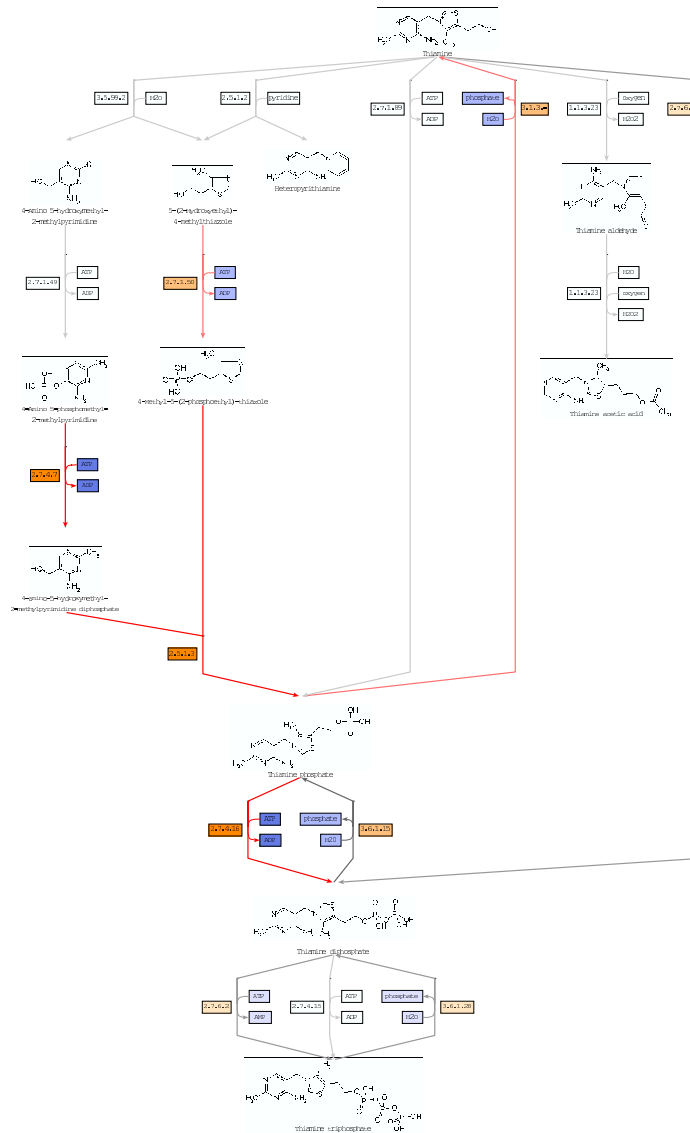 Thiamine
3.5.99.2
H2O
2.5.1.2
pyridine
2.7.1.89
ATP
ADP
phosphate
H2O
3.1.3.-
1.1.3.23
Oxygen
H2O2
2.7.6.
4-Amino-5-hydroxymethyl-
2-methylpyrimidine
5-(2-Hydroxyethyl)-
4-methylthiazole
Heteropyrithiamine
Thiamine aldehyde
2.7.1.49
ATP
ADP
2.7.1.50
ATP
ADP
1.1.3.23
H2O
oxygen
H2O2
4-Amino-5-phosphomethyl-
2-methylpyrimidine
4-methyl-5-(2-phosphoethyl)-thiazole
Thiamine acetic acid
2.7.4.7
ATP
ADP
4-amino-5-hydroxymethyl-
2-methylpyrimidine diphosphate
2.5.1.3
Thiamine phosphate
2.7.4.16
ATP
ADP
phosphate
H2O
3.6.1.15
Thiamine diphosphate
2.7.6.2
ATP
AMP
2.7.4.15
ATP
ADP
phosphate
H2O
3.6.1.28
Thiamine triphosphate